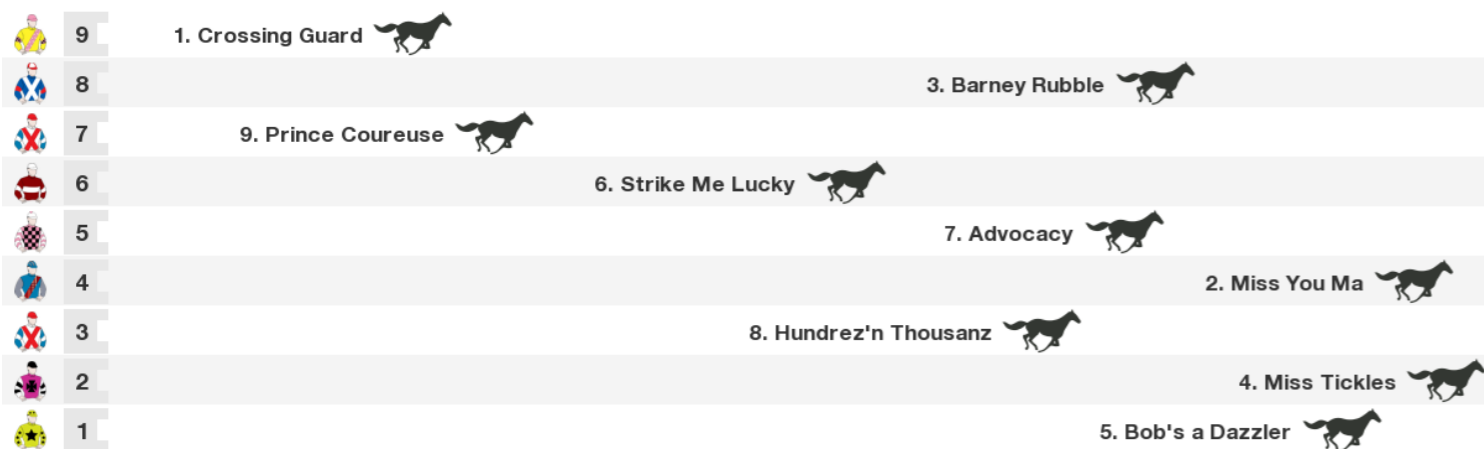 9 1. Crossing Guard
8 3. Barney Rubble
7 9. Prince Coureuse
6 6. Strike Me Lucky
5 7. Advocacy
4 2. Miss You Ma
3 8. Hundrez'n Thousanz
2 4. Miss Tickles
1 5. Bob's a Dazzler